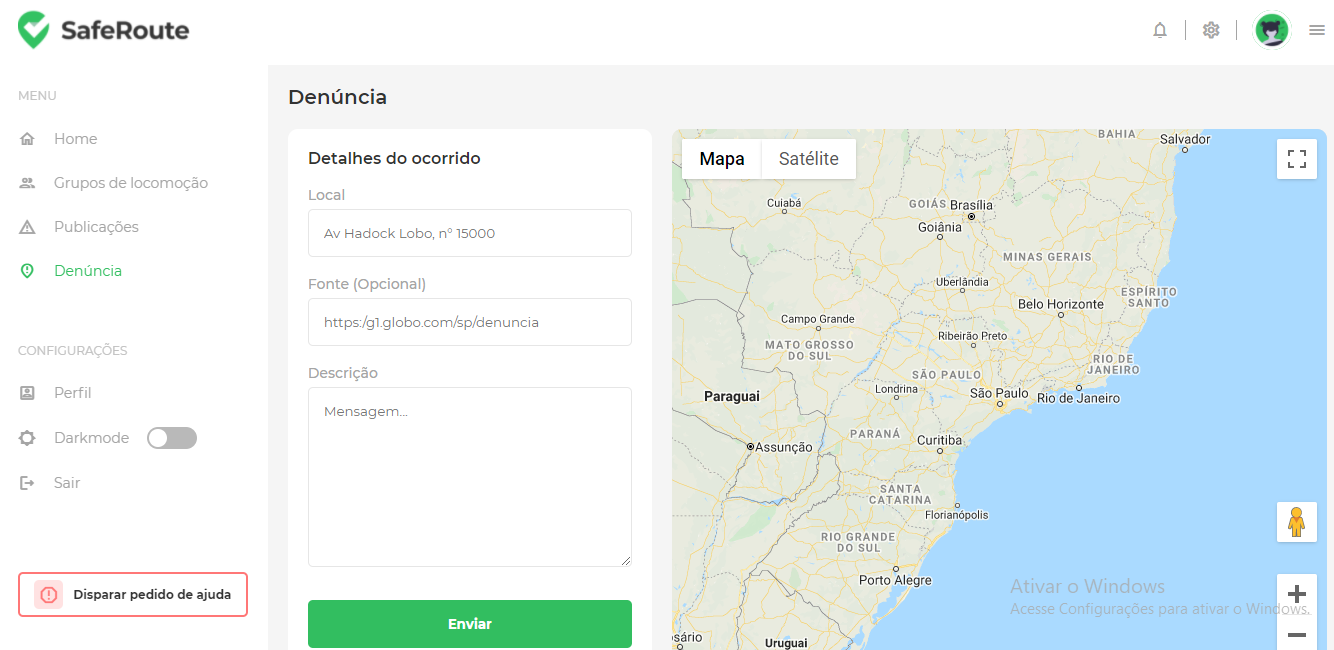 SafeRoute
MENU
Home
Grupos de locomoção
Publicações
Denúncia
CONFIGURAÇÕES
Perfil
Darkmode
Sair
Disparar pedido de ajuda
Denúncia
Detalhes do ocorrido
Local
Av Hadock Lobo, n° 15000
Fonte (Opcional)
https:/g1.globo.com/sp/denuncia
Descrição
Mensagem...
Enviar
Mapa
Satélite
BAHIA
Salvador
Cuiabá
GOIÁS
Brasília
Goiânia
MINAS GERAIS
Uberlândia
ESPÍRITO
SANTO
Belo Horizonte
Campo Grande
Ribeirão Preto
MATO GROSSO
DO SUL
RIO DE
JANEIRO
SÃO PAULO
Londrina
São Paulo
Rio de Janeiro
Paraguai
PARANÁ
Curitiba
Assunção
SANTA
CATARINA
Florianópolis
RIO GRANDE
DO SUL
Porto Alegre
Ativar o Windows
Acesse Configurações para ativar o Windows.
sário
Uruguai